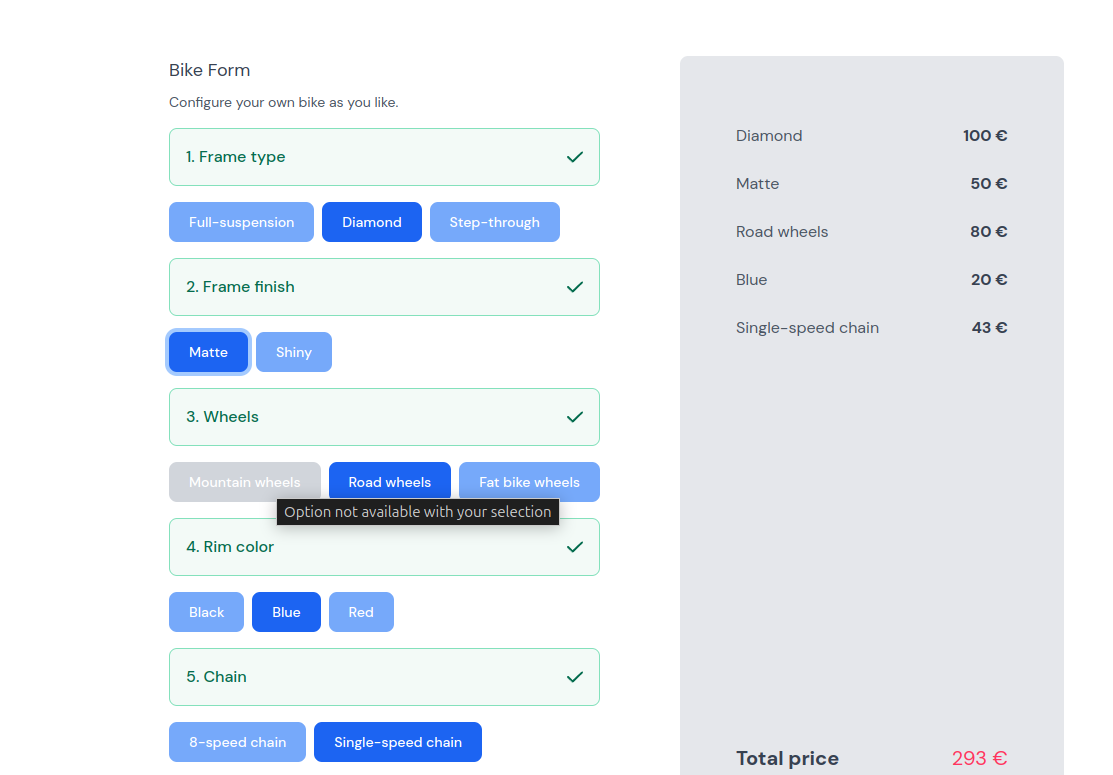 Bike Form
Configure your own bike as you like.
1. Frame type
Full-suspension Diamond Step-through
2. Frame finish
Matte Shiny
3. Wheels
Mountain wheels Road wheels Fat bike wheels
Option not available with your selection
4. Rim color
Black Blue Red
5. Chain
8-speed chain Single-speed chain
Diamond 100 €
Matte 50 €
Road wheels 80 €
Blue 20 €
Single-speed chain 43 €
Total price 293 €